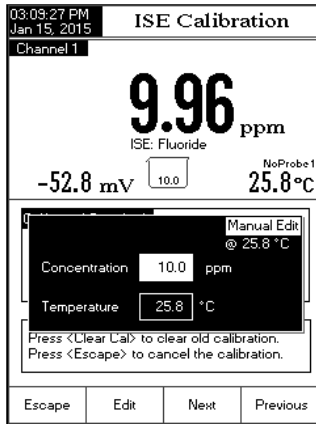 03:09:27 PM
Jan 15, 2015
ISE Calibration
Channel 1
9.96 ppm
ISE: Fluoride
-52.8 mV
10.0
NoProbe1
25.8°C
Manual Edit
@ 25.8 °C
Concentration 10.0 ppm
Temperature 25.8 °C
Press <Clear Cal> to clear old calibration.
Press <Escape> to cancel the calibration.
Escape Edit Next Previous